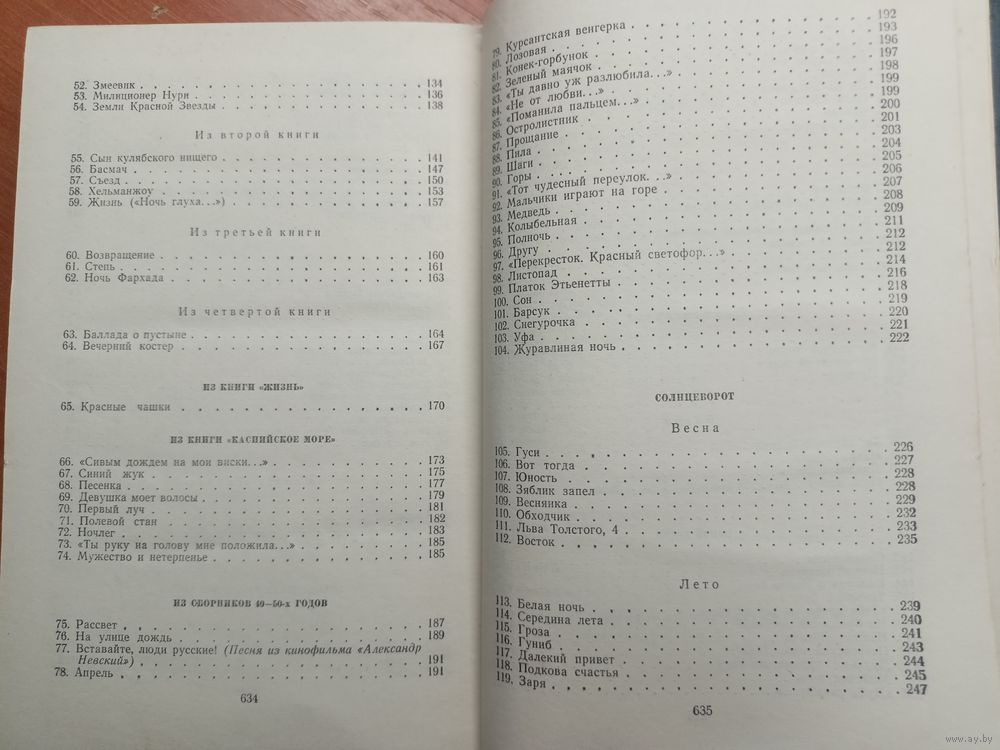 52. Змеевик 134
53. Милиционер Нури 136
54. Земли Красной Звезды 138
Из второй книги
55. Сын кулябского нищего 141
56. Басмач 147
57. Съезд 150
58. Хельманжоу 153
59. Жизнь («Ночь глуха...») 157
Из третьей книги
60. Возвращение 160
61. Степь 161
62. Ночь Фархада 163
Из четвертой книги
63. Баллада о пустыне 164
64. Вечерний костер 167
ИЗ КНИГИ «ЖИЗНЬ»
65. Красные чашки 170
ИЗ КНИГИ «КАСПИЙСКОЕ МОРЕ»
66. «Сивым дождем на мои виски...» 173
67. Синий жук 175
68. Песенка 177
69. Девушка моет волосы 179
70. Первый луч 181
71. Полевой стан 182
72. Ночлег 183
73. «Ты руку на голову мне положила...» 185
74. Мужество и нетерпенье 185
ИЗ СБОРНИКОВ 40—50-х ГОДОВ
75. Рассвет 187
76. На улице дождь 189
77. Вставайте, люди русские! (Песня из кинофильма «Александр
Невский») 191
78. Апрель 191
634
79. Курсантская венгерка 192
80. Лозовая 193
81. Конек-горбунок 196
82. Зеленый маячок 197
83. «Ты давно уж разлюбила...» 198
84. «Не от любви...» 199
85. «Поманила пальцем...» 199
86. Остролистник 200
87. Прощание 201
88. Пила 203
89. Шаги 204
90. Горы 205
91. «Тот чудесный переулок...» 206
92. Мальчики играют на горе 207
93. Медведь 208
94. Колыбельная 209
95. Полночь 211
96. Другу 212
97. «Перекресток. Красный светофор...» 212
98. Листопад 214
99. Платок Этьенетты 216
100. Сон 218
101. Барсук 219
102. Снегурочка 220
103. Уфа 221
104. Журавлиная ночь 222
СОЛНЦЕВОРОТ
Весна
105. Гуси 226
106. Вот тогда 227
107. Юность 228
108. Зяблик запел 228
109. Веснянка 229
110. Обходчик 232
111. Льва Толстого, 4 233
112. Восток 235
Лето
113. Белая ночь 239
114. Середина лета 240
115. Гроза 241
116. Гуниб 243
117. Далекий привет 244
118. Подкова счастья 245
119. Заря 247
635
www.ay.by